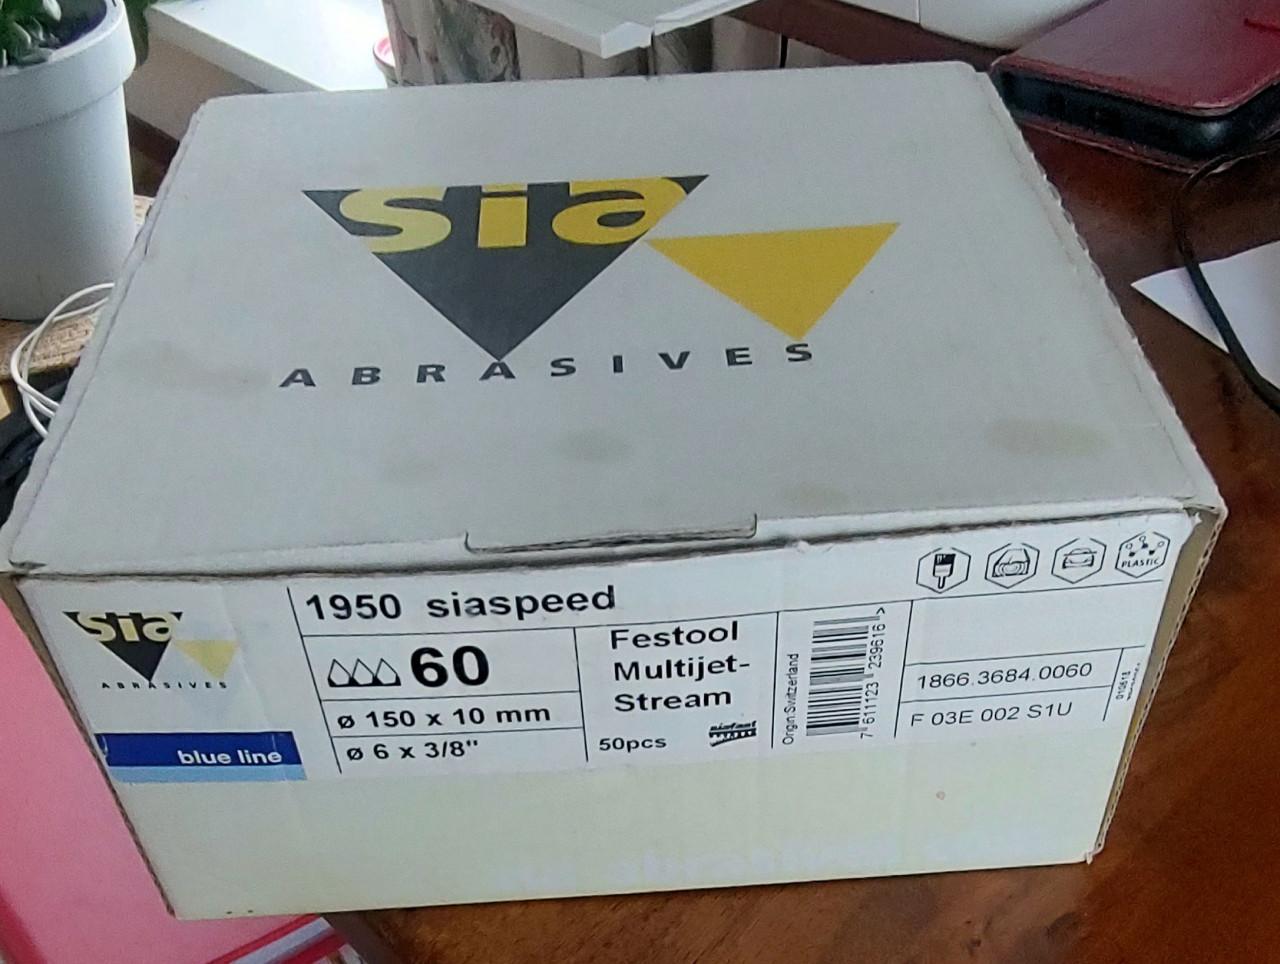 sia
ABRASIVES
sia
ABRASIVES
blue line
1950 siaspeed
60
ø 150 x 10 mm
ø 6 x 3/8"
Festool
Multijet-
Stream
50pcs
siafast
Origin:Switzerland
7 611123 239616 >
PLASTIC
1866.3684.0060
F 03E 002 S1U